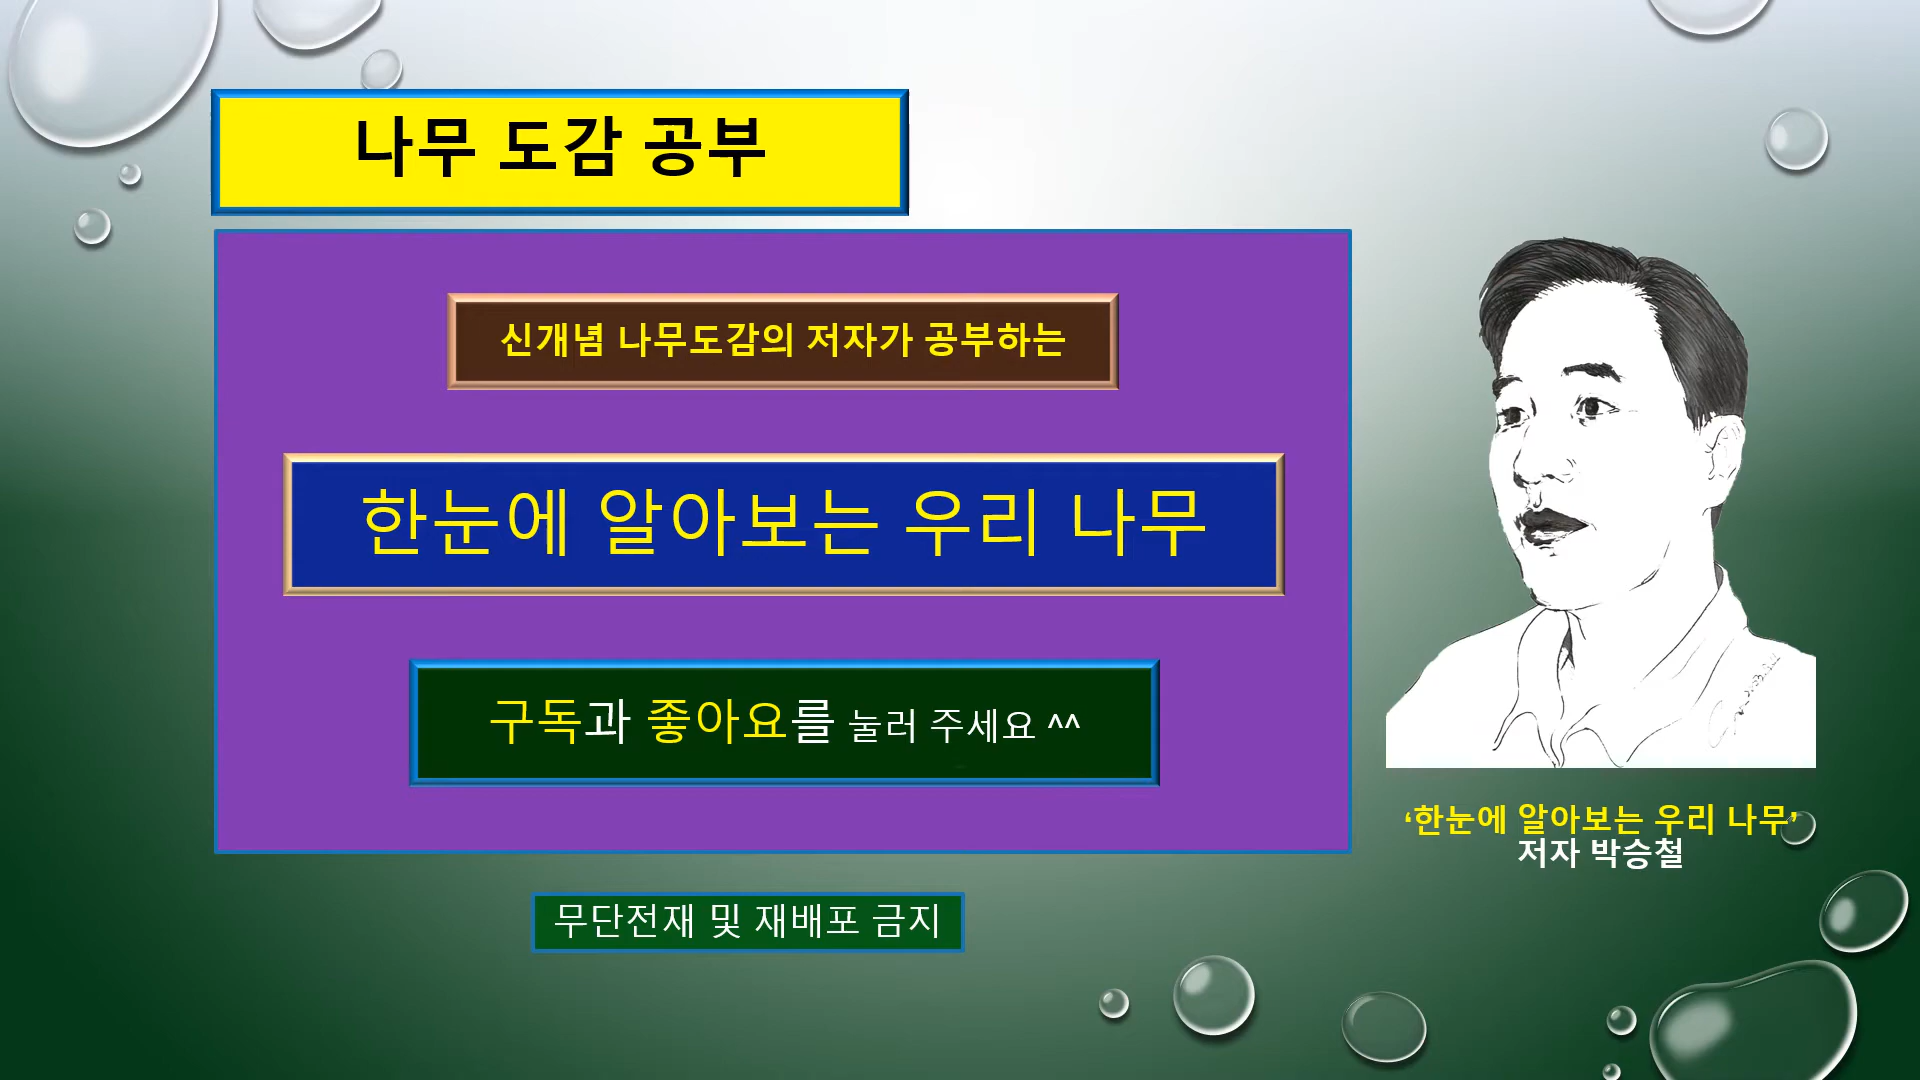 나무 도감 공부
신개념 나무도감의 저자가 공부하는
한눈에 알아보는 우리 나무
구독과 좋아요를 눌러 주세요 ^^
‘한눈에 알아보는 우리 나무’
저자 박승철
무단전재 및 재배포 금지